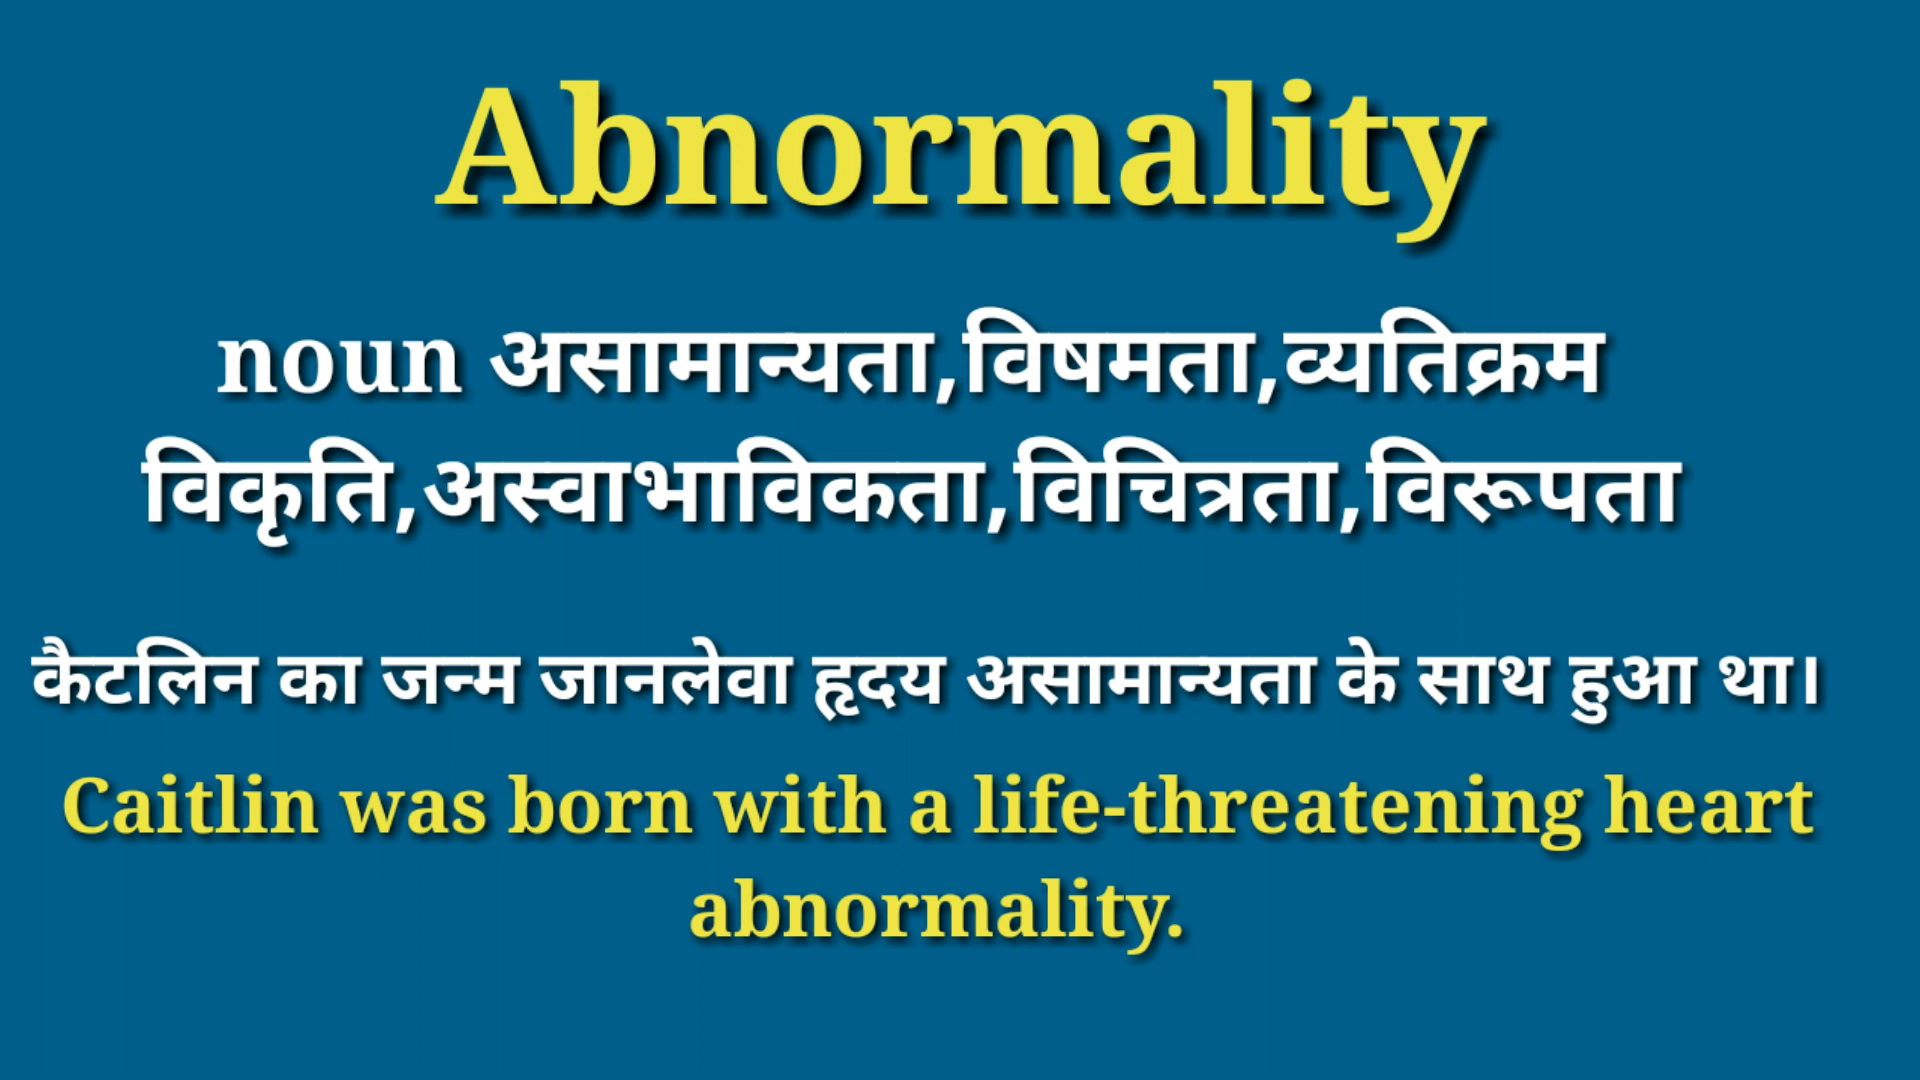 Abnormality
noun असामान्यता,विषमता,व्यतिक्रम
विकृति,अस्वाभाविकता,विचित्रता,विरूपता
कैटलिन का जन्म जानलेवा हृदय असामान्यता के साथ हुआ था।
Caitlin was born with a life-threatening heart
abnormality.